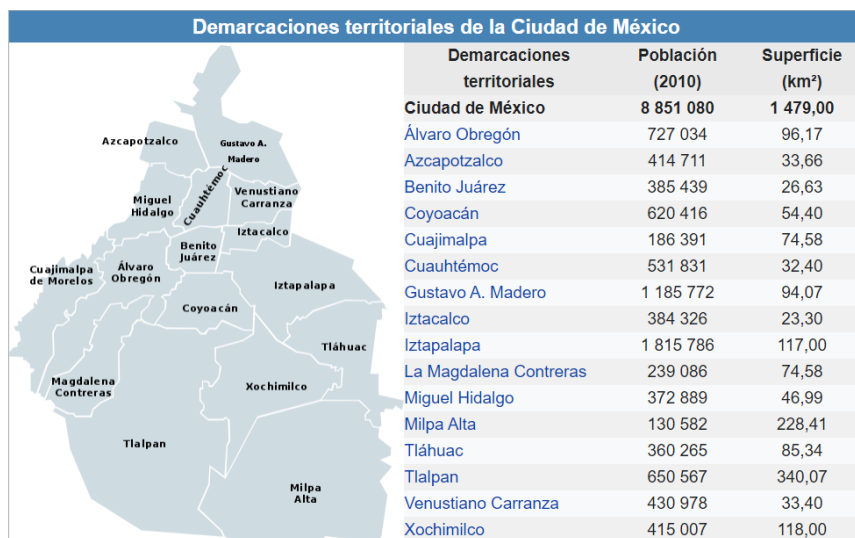 Demarcaciones territoriales de la Ciudad de México
Azcapotzalco
Gustavo A.
Madero
Cuauhtémoc
Miguel
Hidalgo
Venustiano
Carranza
Iztacalco
Benito
Juárez
Cuajimalpa
de Morelos
Álvaro
Obregón
Iztapalapa
Coyoacán
Tláhuac
Magdalena
Contreras
Xochimilco
Tlalpan
Milpa
Alta
Demarcaciones territoriales Población (2010) Superficie (km²)
Ciudad de México 8 851 080 1 479,00
Álvaro Obregón 727 034 96,17
Azcapotzalco 414 711 33,66
Benito Juárez 385 439 26,63
Coyoacán 620 416 54,40
Cuajimalpa 186 391 74,58
Cuauhtémoc 531 831 32,40
Gustavo A. Madero 1 185 772 94,07
Iztacalco 384 326 23,30
Iztapalapa 1 815 786 117,00
La Magdalena Contreras 239 086 74,58
Miguel Hidalgo 372 889 46,99
Milpa Alta 130 582 228,41
Tláhuac 360 265 85,34
Tlalpan 650 567 340,07
Venustiano Carranza 430 978 33,40
Xochimilco 415 007 118,00